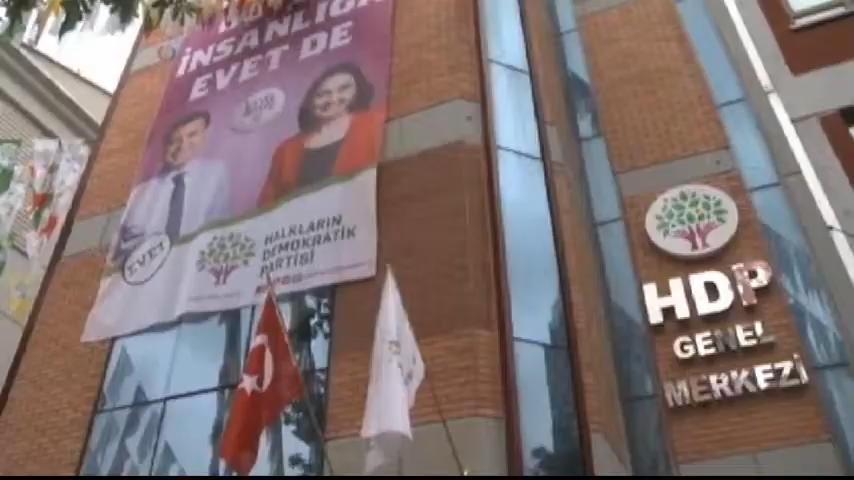 İNSANLIĞA
EVET DE
EVET
HALKLARIN
DEMOKRATİK
PARTİSİ
HDP
GENEL
MERKEZİ